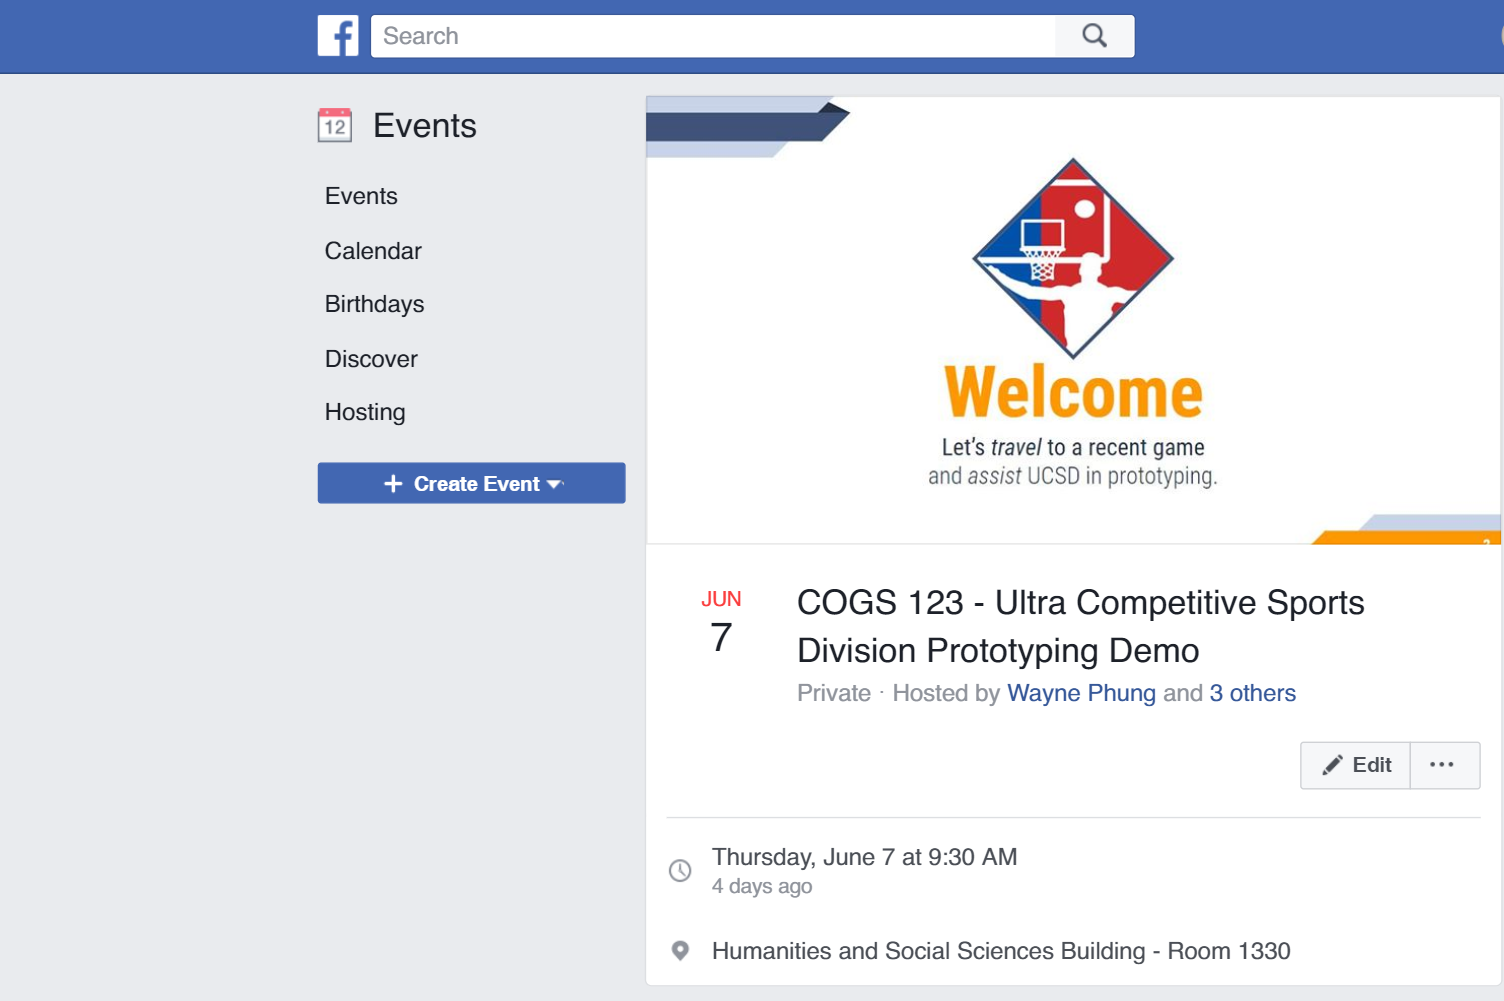 f
Search
12
Events
Events
Calendar
Birthdays
Discover
Hosting
+ Create Event
Welcome
Let's travel to a recent game
and assist UCSD in prototyping.
JUN
7
COGS 123 - Ultra Competitive Sports
Division Prototyping Demo
Private · Hosted by Wayne Phung and 3 others
Edit
...
Thursday, June 7 at 9:30 AM
4 days ago
Humanities and Social Sciences Building - Room 1330